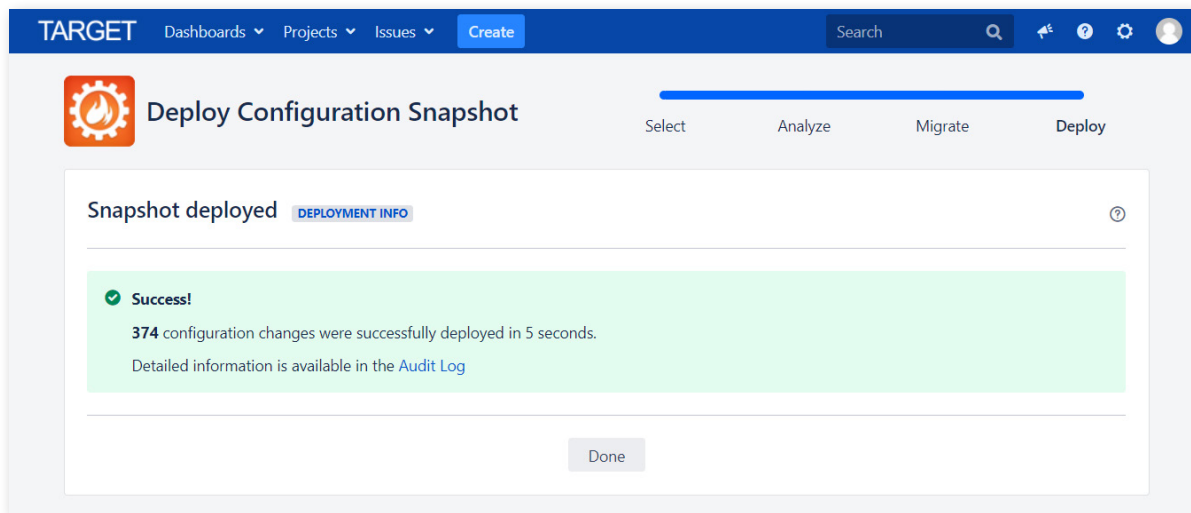 TARGET Dashboards Projects Issues Create Search
Deploy Configuration Snapshot
Select Analyze Migrate Deploy
Snapshot deployed DEPLOYMENT INFO
Success!
374 configuration changes were successfully deployed in 5 seconds.
Detailed information is available in the Audit Log
Done